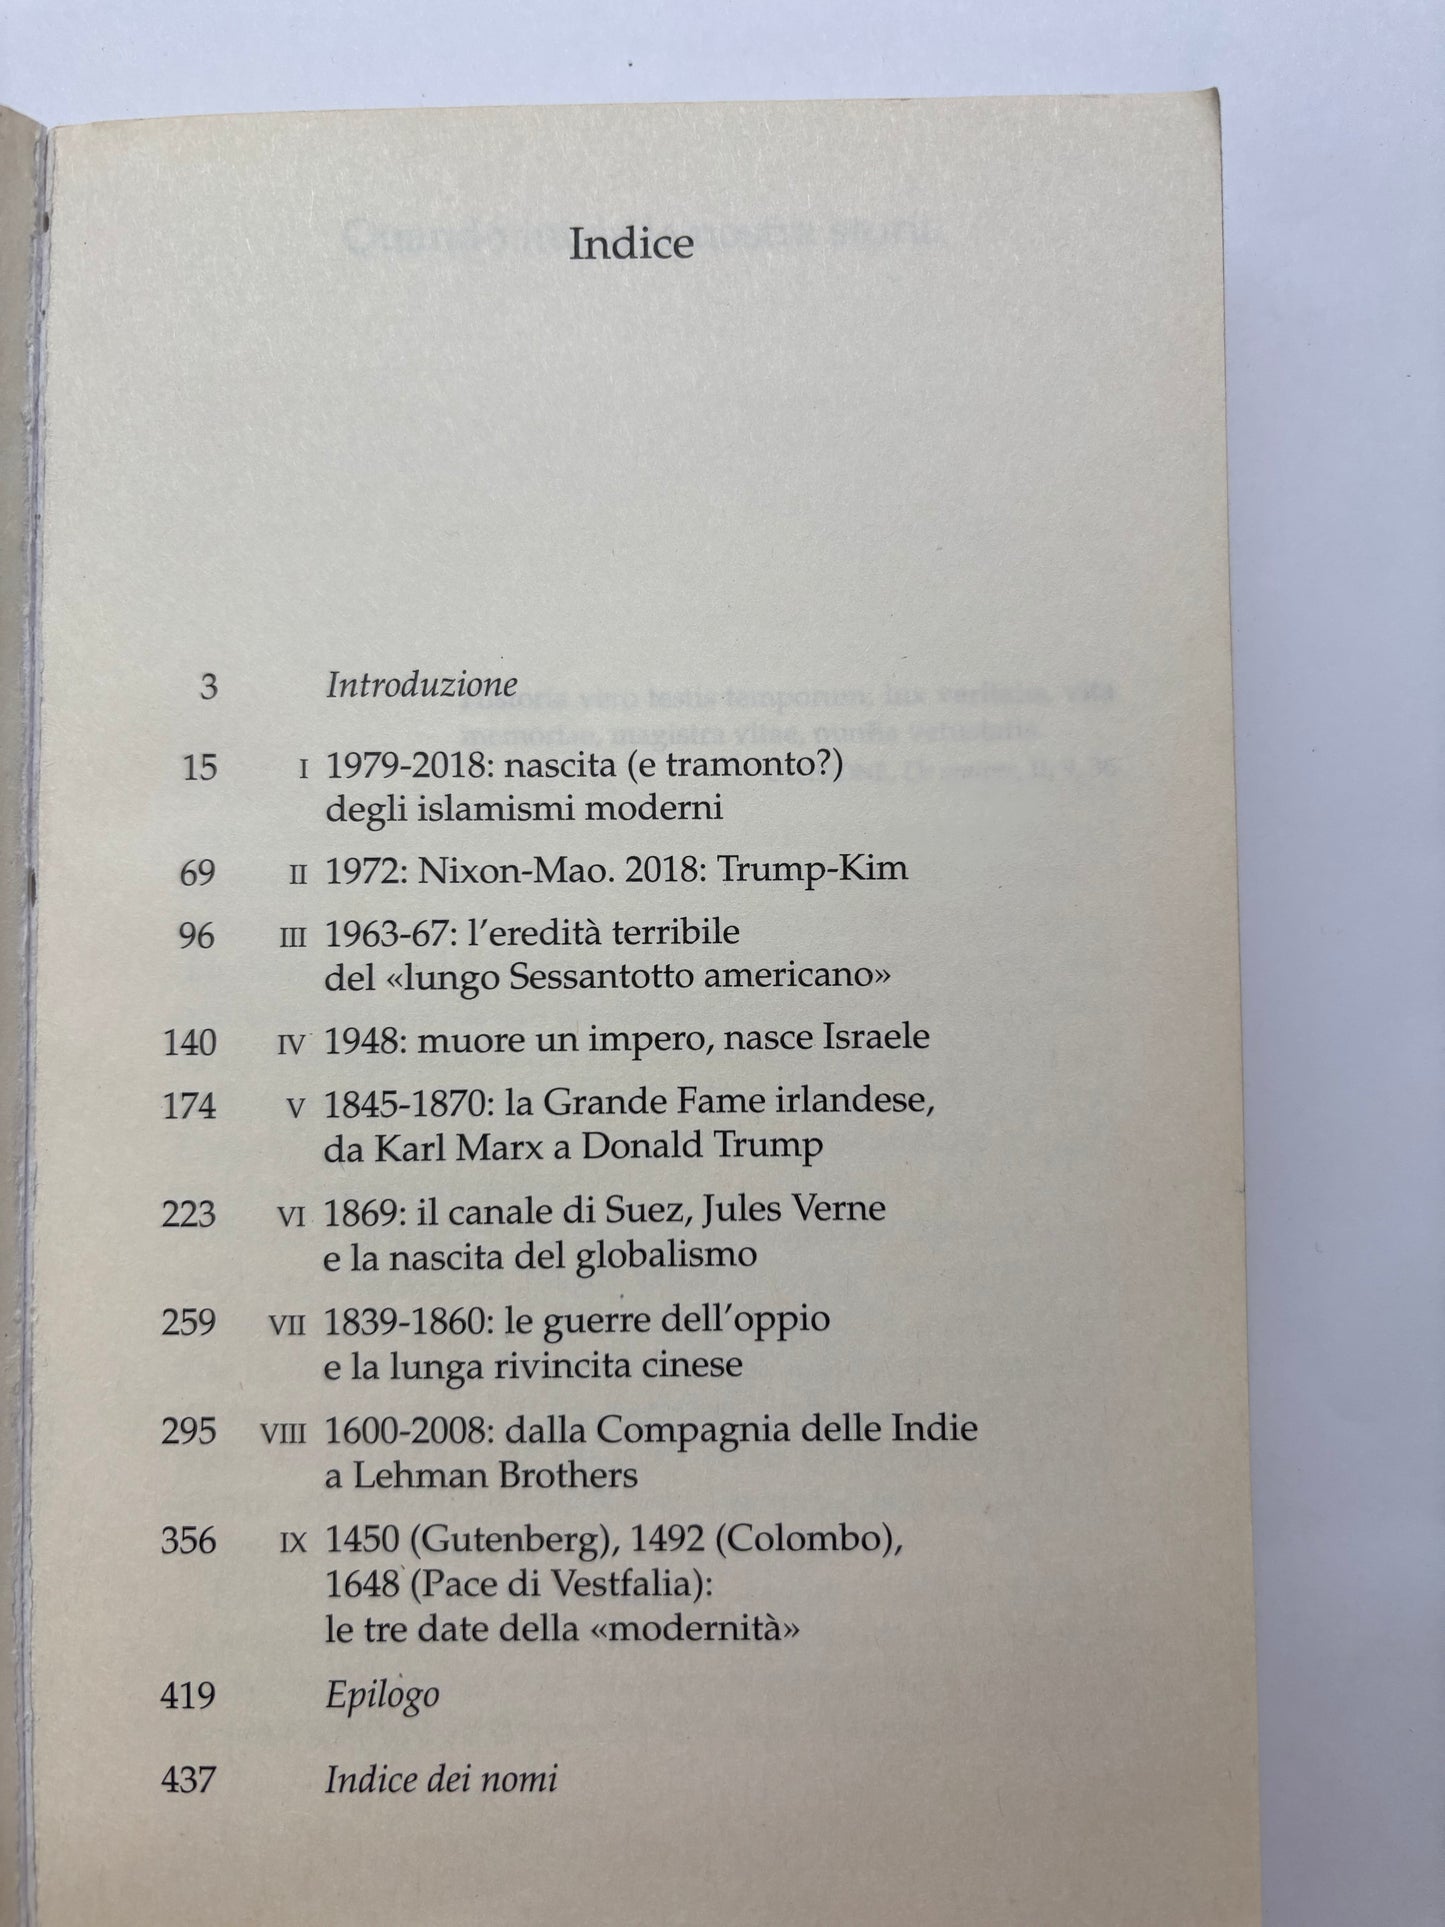 Indice
3 Introduzione
15 I 1979-2018: nascita (e tramonto?)
degli islamismi moderni
69 II 1972: Nixon-Mao. 2018: Trump-Kim
96 III 1963-67: l'eredità terribile
del «lungo Sessantotto americano»
140 IV 1948: muore un impero, nasce Israele
174 V 1845-1870: la Grande Fame irlandese,
da Karl Marx a Donald Trump
223 VI 1869: il canale di Suez, Jules Verne
e la nascita del globalismo
259 VII 1839-1860: le guerre dell'oppio
e la lunga rivincita cinese
295 VIII 1600-2008: dalla Compagnia delle Indie
a Lehman Brothers
356 IX 1450 (Gutenberg), 1492 (Colombo),
1648 (Pace di Vestfalia):
le tre date della «modernità»
419 Epilogo
437 Indice dei nomi